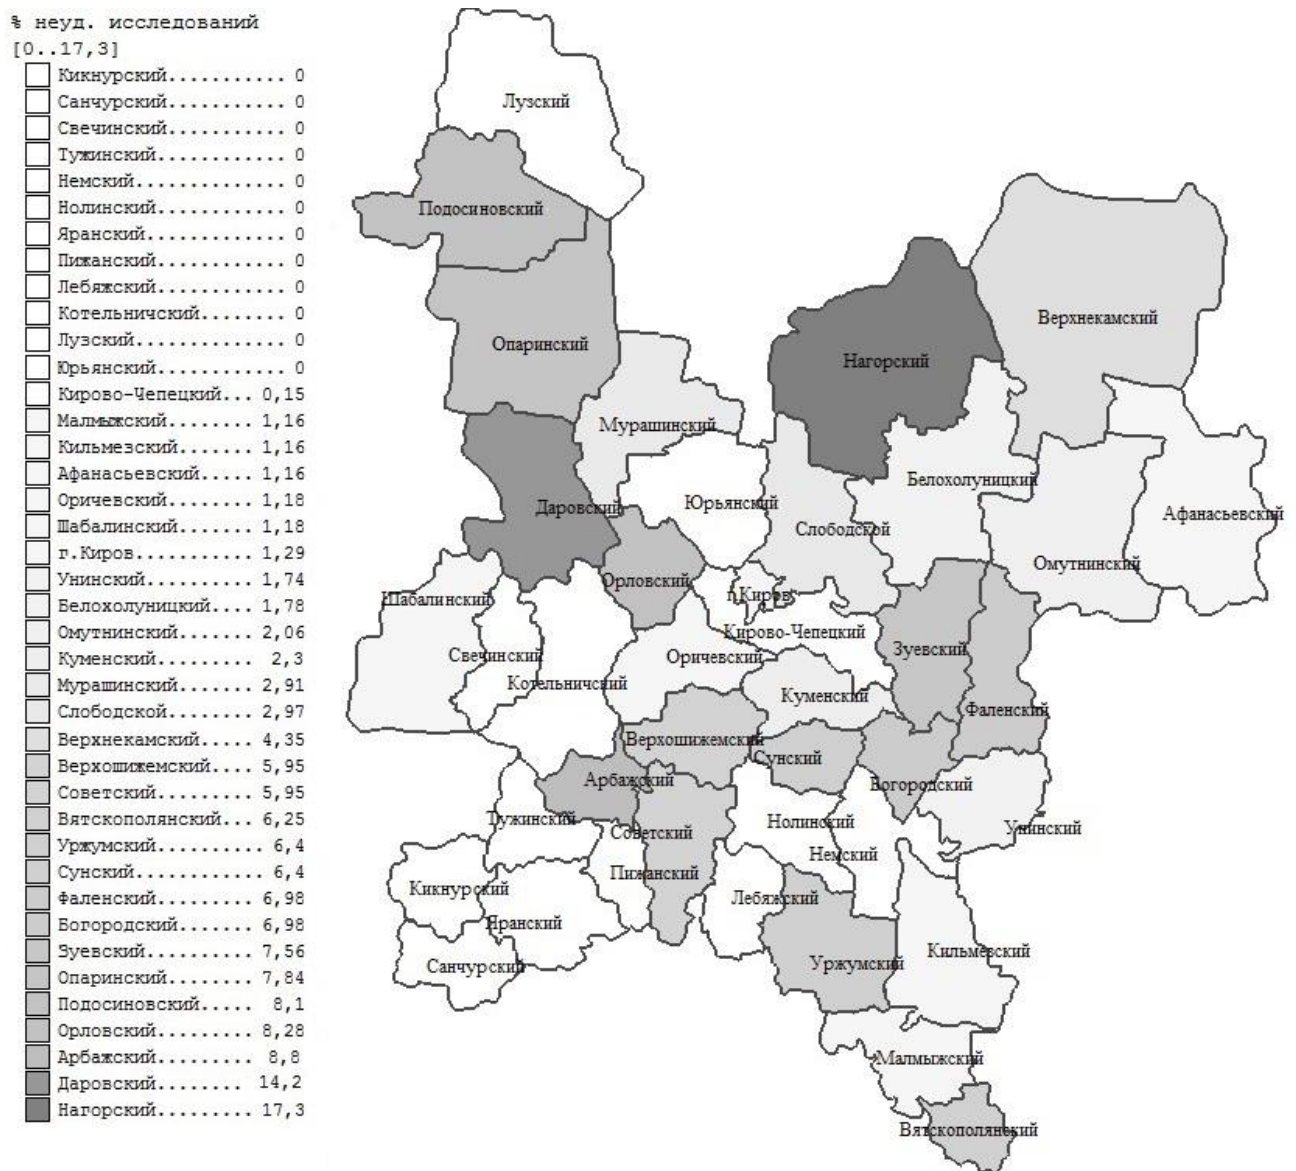 % неуд. исследований
[0..17,3]
Кикнурский........... 0
Санчурский........... 0
Свечинский........... 0
Тужинский............ 0
Немский.............. 0
Нолинский............ 0
Яранский............. 0
Пижанский............ 0
Лебяжский............ 0
Котельничский........ 0
Лузский.............. 0
Юрьянский............ 0
Кирово-Чепецкий... 0,15
Малмыжский........ 1,16
Кильмезский....... 1,16
Афанасьевский..... 1,16
Оричевский........ 1,18
Шабалинский....... 1,18
г.Киров........... 1,29
Унинский.......... 1,74
Белохолуницкий.... 1,78
Омутнинский....... 2,06
Куменский......... 2,3
Мурашинский....... 2,91
Слободской........ 2,97
Верхнекамский..... 4,35
Верхошижемский.... 5,95
Советский......... 5,95
Вятскополянский... 6,25
Уржумский......... 6,4
Сунский........... 6,4
Фаленский......... 6,98
Богородский....... 6,98
Зуевский.......... 7,56
Опаринский........ 7,84
Подосиновский..... 8,1
Орловский......... 8,28
Арбажский......... 8,8
Даровский........ 14,2
Нагорский......... 17,3
Лузский
Подосиновский
Верхнекамский
Опаринский
Нагорский
Мурашинский
Белохолуницкий
Юрьянский
Даровский
Афанасьевский
Слободской
Омутнинский
Орловский
Шабалинский
г.Киров
Кирово-Чепецкий
Зуевский
Свечинский
Оричевский
Котельничский
Куменский
Фаленский
Верхошижемский
Сунский
Арбажский
Богородский
Тужинский
Нолинский
Унинский
Советский
Немский
Пижанский
Кикнурский
Лебяжский
Яранский
Кильмезский
Уржумский
Санчурский
Малмыжский
Вятскополянский